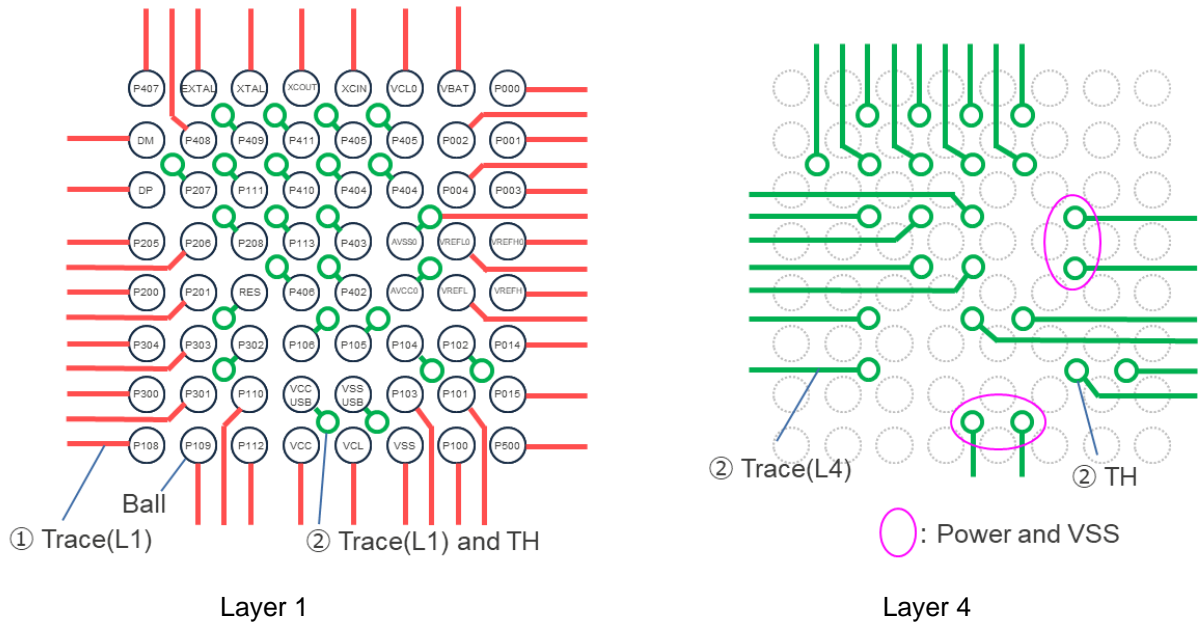 P407 EXTAL XTAL XCOUT XCIN VCL0 VBAT P000
DM P408 P409 P411 P405 P405 P002 P001
DP P207 P111 P410 P404 P404 P004 P003
P205 P206 P208 P113 P403 AVSS0 VREFL0 VREFH0
P200 P201 RES P406 P402 AVCC0 VREFL VREFH
P304 P303 P302 P106 P105 P104 P102 P014
P300 P301 P110 VCC USB VSS USB P103 P101 P015
P108 P109 P112 VCC VCL VSS P100 P500
Ball
① Trace(L1)
② Trace(L1) and TH
Layer 1
② Trace(L4)
② TH
: Power and VSS
Layer 4